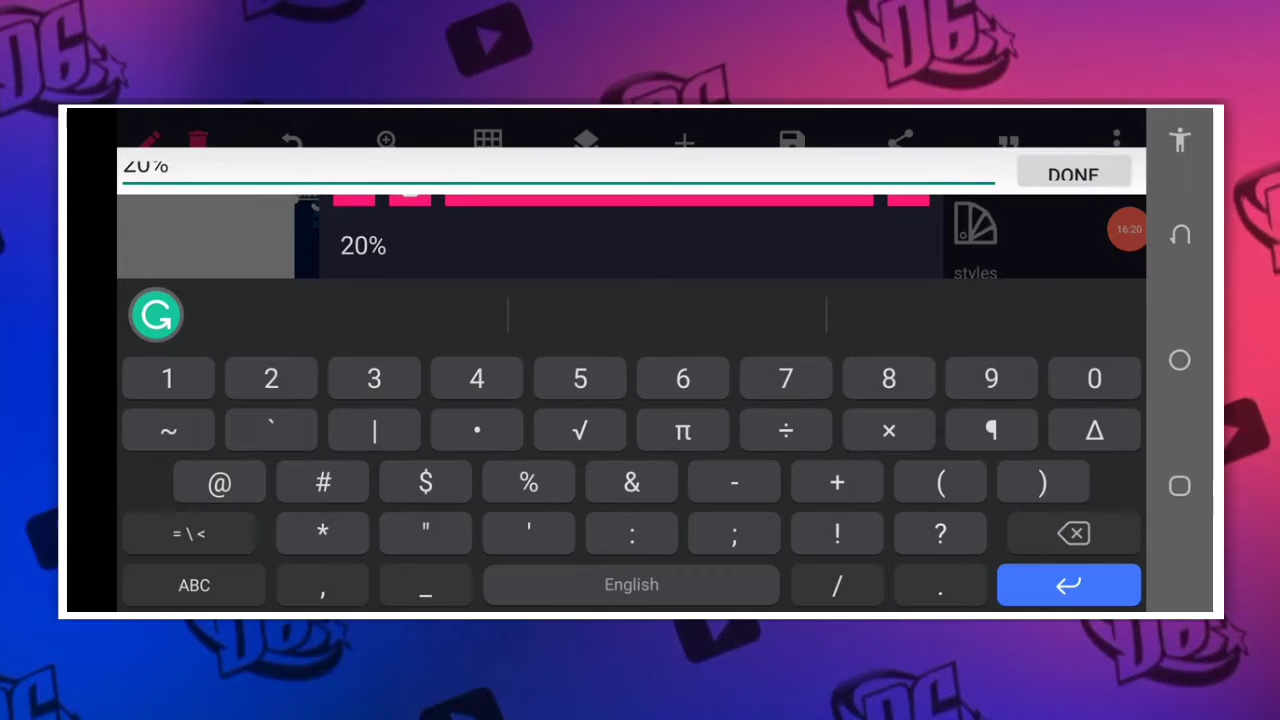 20%
DONE
20%
16:20
styles
1 2 3 4 5 6 7 8 9 0
~ ` | • √ π ÷ × ¶ Δ
@ # $ % & - + ( )
= \ < * " ' : ; ! ?
ABC , _ English / .